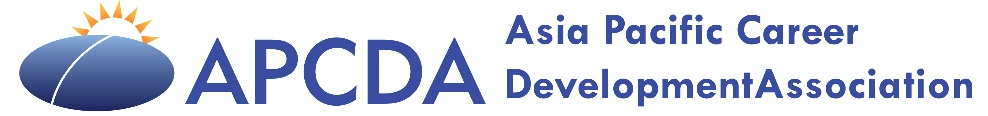 APCDA
Asia Pacific Career
DevelopmentAssociation